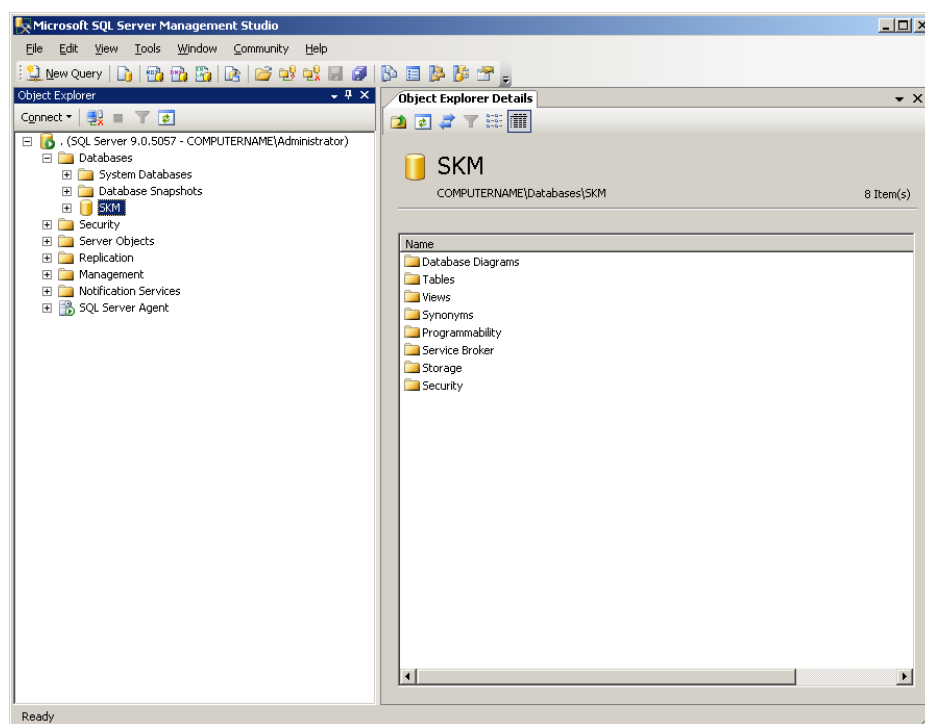 Microsoft SQL Server Management Studio
File Edit View Tools Window Community Help
New Query
Object Explorer
Connect
. (SQL Server 9.0.5057 - COMPUTERNAME\Administrator)
Databases
System Databases
Database Snapshots
SKM
Security
Server Objects
Replication
Management
Notification Services
SQL Server Agent
Object Explorer Details
SKM
COMPUTERNAME\Databases\SKM 8 Item(s)
Name
Database Diagrams
Tables
Views
Synonyms
Programmability
Service Broker
Storage
Security
Ready